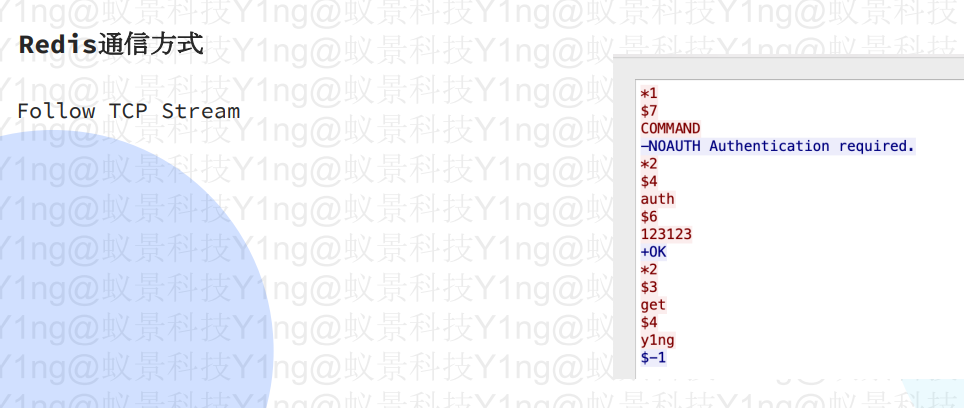 Redis通信方式
Follow TCP Stream
*1
$7
COMMAND
-NOAUTH Authentication required.
*2
$4
auth
$6
123123
+OK
*2
$3
get
$4
y1ng
$-1
Y1ng@蚁景科技Y1ng@蚁景科技Y1ng@蚁景科技